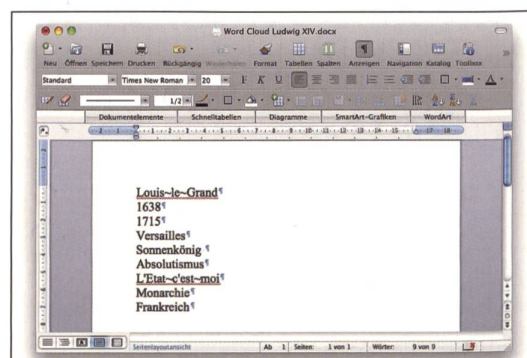 Word Cloud Ludwig XIV.docx
Neu Öffnen Speichern Drucken Rückgängig Wiederholen Format Tabellen Spalten Anzeigen Navigation Katalog Toolbox
Standard Times New Roman 20 F K U
1/2
Dokumentelemente Schnelltabellen Diagramme SmartArt-Grafiken WordArt
Louis~le~Grand¶
1638¶
1715¶
Versailles¶
Sonnenkönig ¶
Absolutismus¶
L'Etat~c'est~moi¶
Monarchie¶
Frankreich¶
Seitenlayoutansicht Ab 1 Seiten: 1 von 1 Wörter: 9 von 9